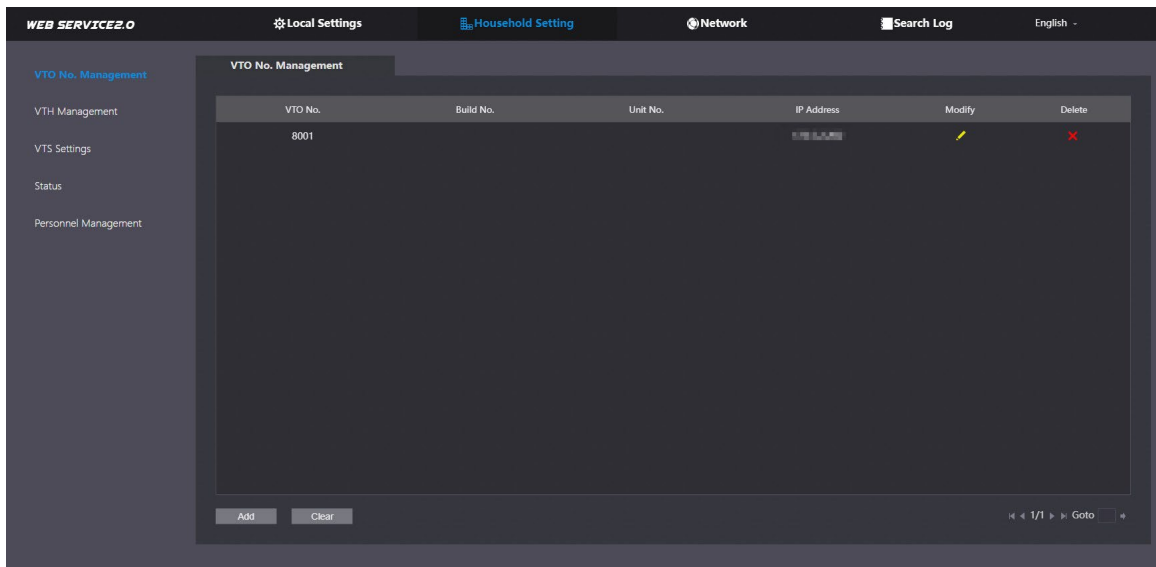 WEB SERVICE2.0 Local Settings Household Setting Network Search Log English
VTO No. Management
VTH Management
VTS Settings
Status
Personnel Management
VTO No. Management
VTO No. Build No. Unit No. IP Address Modify Delete
8001
Add Clear 1/1 Goto